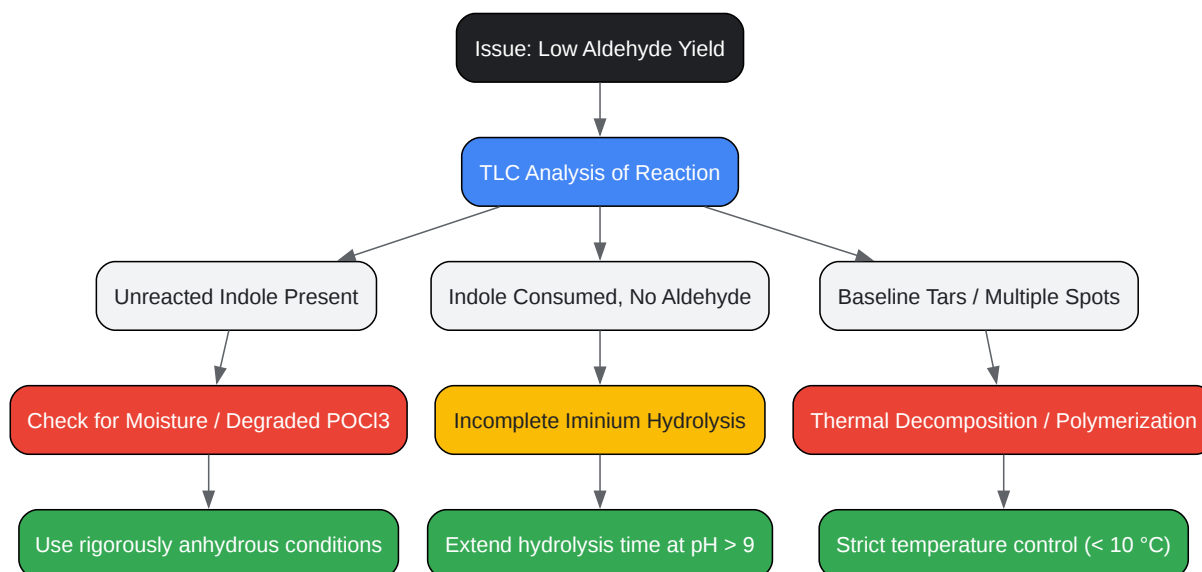 Issue: Low Aldehyde Yield
TLC Analysis of Reaction
Unreacted Indole Present
Indole Consumed, No Aldehyde
Baseline Tars / Multiple Spots
Check for Moisture / Degraded POCl3
Incomplete Iminium Hydrolysis
Thermal Decomposition / Polymerization
Use rigorously anhydrous conditions
Extend hydrolysis time at pH > 9
Strict temperature control (< 10 °C)